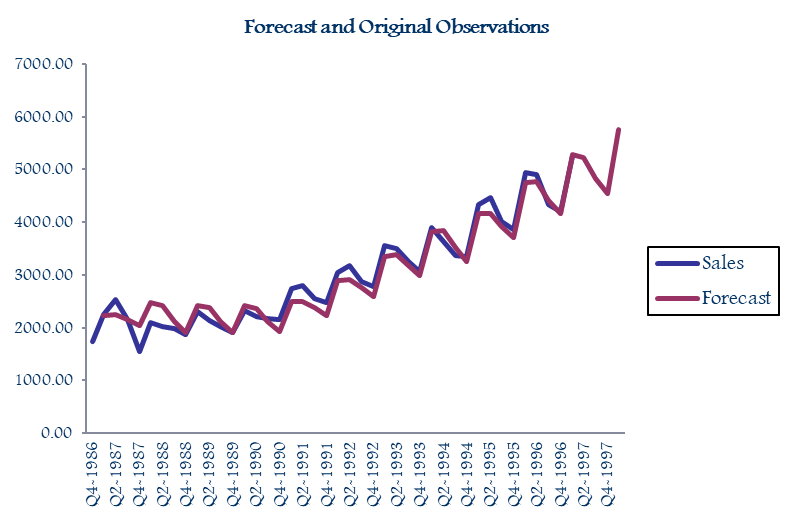 Forecast and Original Observations
7000.00
6000.00
5000.00
4000.00
3000.00
2000.00
1000.00
0.00
Q4~1986
Q2~1987
Q4~1987
Q2~1988
Q4~1988
Q2~1989
Q4~1989
Q2~1990
Q4~1990
Q2~1991
Q4~1991
Q2~1992
Q4~1992
Q2~1993
Q4~1993
Q2~1994
Q4~1994
Q2~1995
Q4~1995
Q2~1996
Q4~1996
Q2~1997
Q4~1997
Sales
Forecast